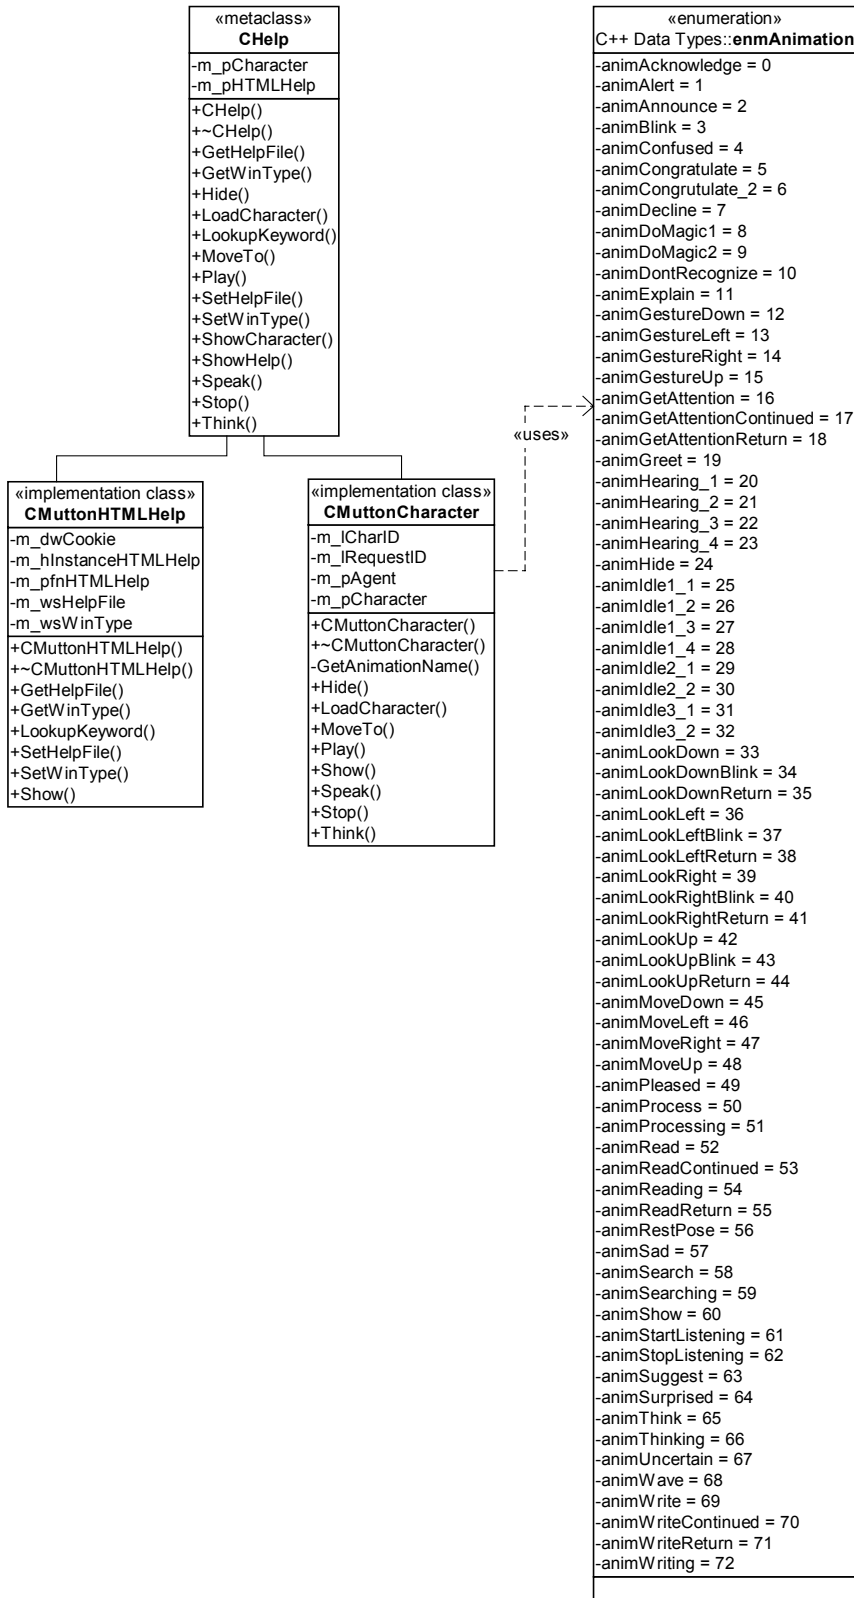 «metaclass»
CHelp
-m_pCharacter
-m_pHTMLHelp
+CHelp()
+~CHelp()
+GetHelpFile()
+GetWinType()
+Hide()
+LoadCharacter()
+LookupKeyword()
+MoveTo()
+Play()
+SetHelpFile()
+SetWinType()
+ShowCharacter()
+ShowHelp()
+Speak()
+Stop()
+Think()
«implementation class»
CMuttonHTMLHelp
-m_dwCookie
-m_hInstanceHTMLHelp
-m_pfnHTMLHelp
-m_wsHelpFile
-m_wsWinType
+CMuttonHTMLHelp()
+~CMuttonHTMLHelp()
+GetHelpFile()
+GetWinType()
+LookupKeyword()
+SetHelpFile()
+SetWinType()
+Show()
«implementation class»
CMuttonCharacter
-m_lCharID
-m_lRequestID
-m_pAgent
-m_pCharacter
+CMuttonCharacter()
+~CMuttonCharacter()
-GetAnimationName()
+Hide()
+LoadCharacter()
+MoveTo()
+Play()
+Show()
+Speak()
+Stop()
+Think()
«uses»
«enumeration»
C++ Data Types::enmAnimation
-animAcknowledge = 0
-animAlert = 1
-animAnnounce = 2
-animBlink = 3
-animConfused = 4
-animCongratulate = 5
-animCongrutulate_2 = 6
-animDecline = 7
-animDoMagic1 = 8
-animDoMagic2 = 9
-animDontRecognize = 10
-animExplain = 11
-animGestureDown = 12
-animGestureLeft = 13
-animGestureRight = 14
-animGestureUp = 15
-animGetAttention = 16
-animGetAttentionContinued = 17
-animGetAttentionReturn = 18
-animGreet = 19
-animHearing_1 = 20
-animHearing_2 = 21
-animHearing_3 = 22
-animHearing_4 = 23
-animHide = 24
-animIdle1_1 = 25
-animIdle1_2 = 26
-animIdle1_3 = 27
-animIdle1_4 = 28
-animIdle2_1 = 29
-animIdle2_2 = 30
-animIdle3_1 = 31
-animIdle3_2 = 32
-animLookDown = 33
-animLookDownBlink = 34
-animLookDownReturn = 35
-animLookLeft = 36
-animLookLeftBlink = 37
-animLookLeftReturn = 38
-animLookRight = 39
-animLookRightBlink = 40
-animLookRightReturn = 41
-animLookUp = 42
-animLookUpBlink = 43
-animLookUpReturn = 44
-animMoveDown = 45
-animMoveLeft = 46
-animMoveRight = 47
-animMoveUp = 48
-animPleased = 49
-animProcess = 50
-animProcessing = 51
-animRead = 52
-animReadContinued = 53
-animReading = 54
-animReadReturn = 55
-animRestPose = 56
-animSad = 57
-animSearch = 58
-animSearching = 59
-animShow = 60
-animStartListening = 61
-animStopListening = 62
-animSuggest = 63
-animSurprised = 64
-animThink = 65
-animThinking = 66
-animUncertain = 67
-animWave = 68
-animWrite = 69
-animWriteContinued = 70
-animWriteReturn = 71
-animWriting = 72